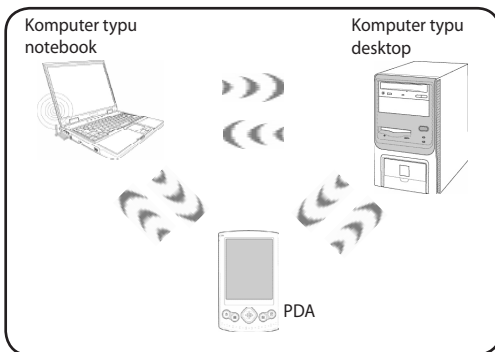 Komputer typu
notebook
Komputer typu
desktop
PDA